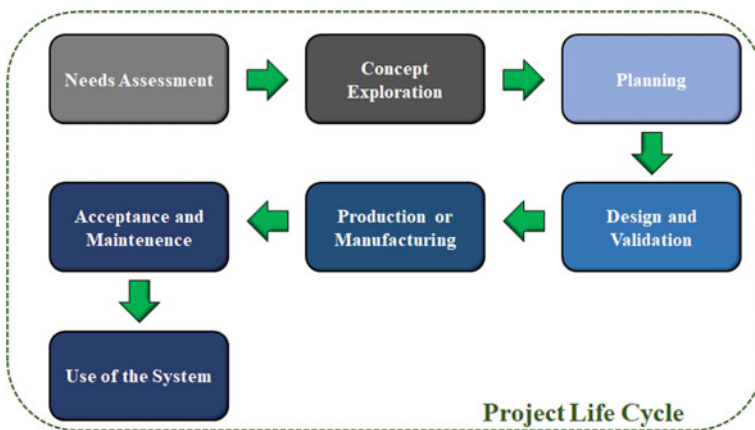 Needs Assessment
Concept
Exploration
Planning
Design and
Validation
Production or
Manufacturing
Acceptance and
Maintenence
Use of the System
Project Life Cycle